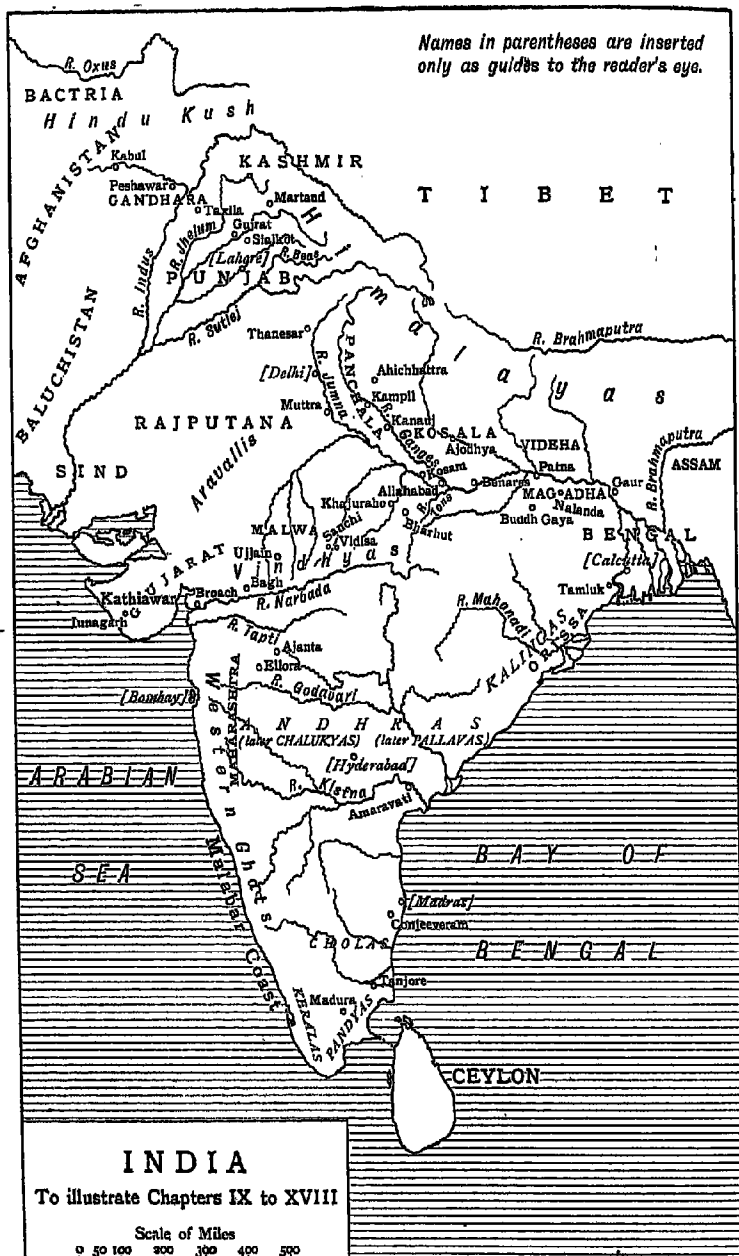 Names in parentheses are inserted
only as guides to the reader's eye.
R. Oxus
BACTRIA
Hindu Kush
AFGHANISTAN
Kabul
KASHMIR
Peshawar
GANDHARA
Taxila
Martand
TIBET
R. Jhelum
Gujrat
Sialkot
[Lahore]
R. Beas
PUNJAB
R. Indus
R. Sutlej
BALUCHISTAN
Himalayas
R. Brahmaputra
Thanesar
[Delhi]
R. Jumna
PANCHALA
Ahichhattra
Kampil
Muttra
Kanauj
R. Ganges
RAJPUTANA
Aravallis
KOSALA
Ajodhya
VIDEHA
R. Brahmaputra
ASSAM
SIND
Kosam
Allahabad
Benares
Patna
MAGADHA
Nalanda
Gaur
Khajuraho
R. Tons
Buddh Gaya
Bharhut
MALWA
Sanchi
Vidisa
BENGAL
[Calcutta]
Ujjain
Vindhyas
GUJARAT
Tamluk
Kathiawar
Broach
Bagh
R. Narbada
Junagarh
R. Mahanadi
R. Tapti
Ajanta
Ellora
ORISSA
KALINGAS
[Bombay]
R. Godavari
MAHARASHTRA
Western Ghats
ANDHRAS
(later CHALUKYAS) (later PALLAVAS)
[Hyderabad]
ARABIAN
SEA
R. Kistna
Amaravati
BAY OF
BENGAL
Malabar Coast
[Madras]
Conjeeveram
CHOLAS
Tanjore
Madura
KERALAS
PANDYAS
CEYLON
INDIA
To illustrate Chapters IX to XVIII
Scale of Miles
0 50 100 200 300 400 500